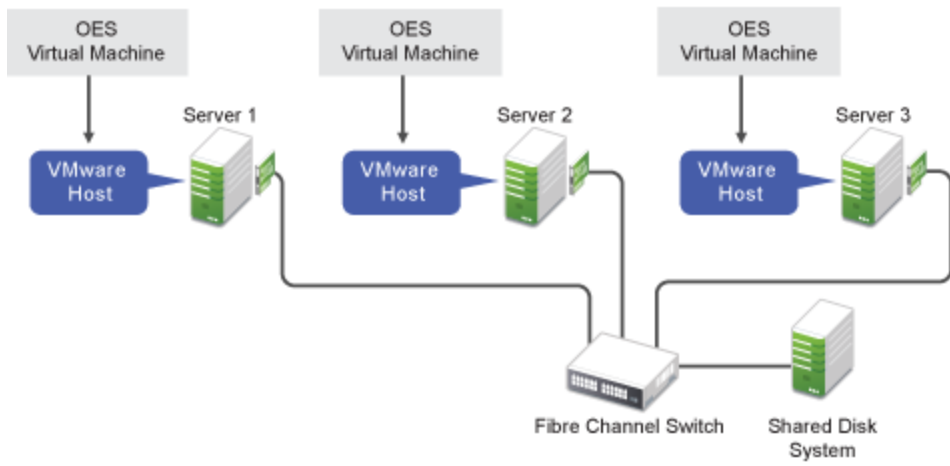 OES
Virtual Machine
OES
Virtual Machine
OES
Virtual Machine
Server 1
Server 2
Server 3
VMware
Host
VMware
Host
VMware
Host
Fibre Channel Switch
Shared Disk
System